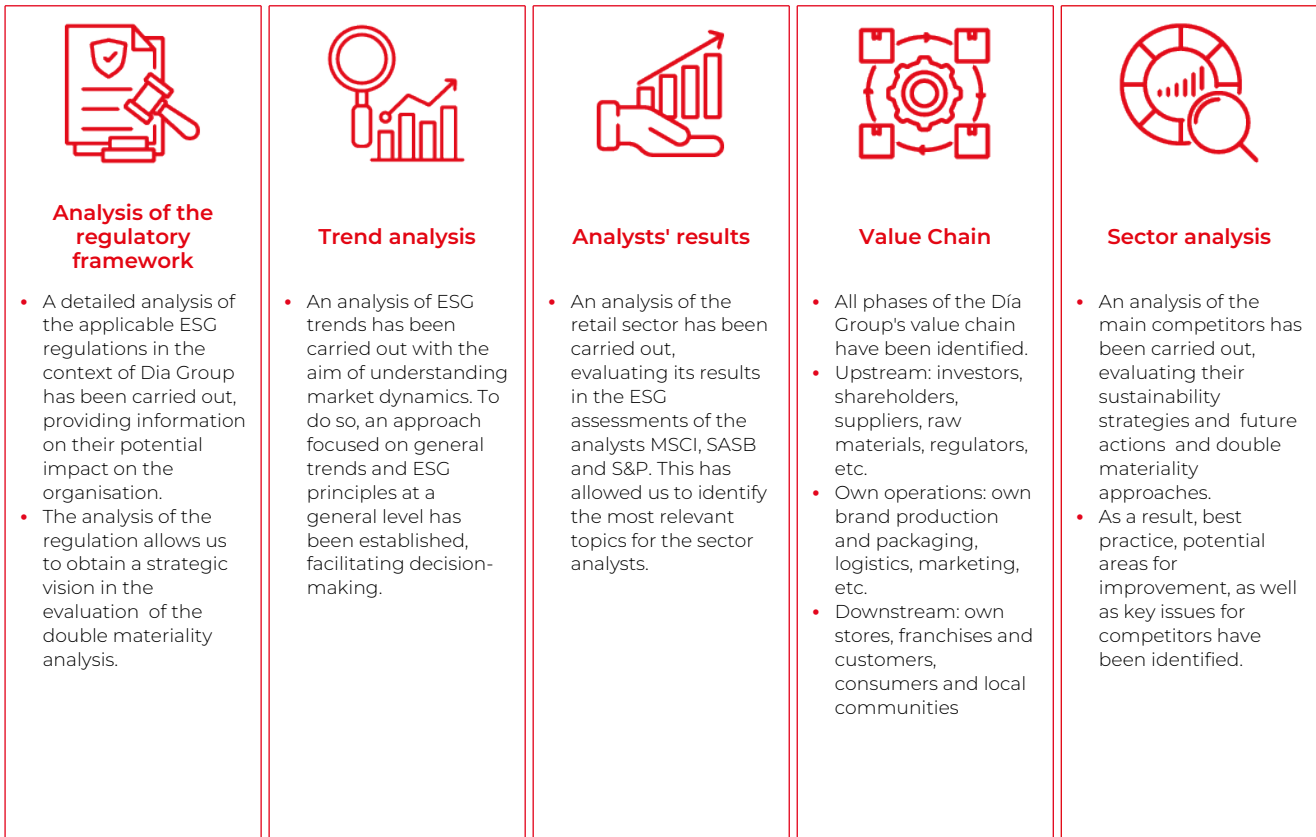 Analysis of the
regulatory
framework
• A detailed analysis of
the applicable ESG
regulations in the
context of Dia Group
has been carried out,
providing information
on their potential
impact on the
organisation.
• The analysis of the
regulation allows us
to obtain a strategic
vision in the
evaluation of the
double materiality
analysis.
Trend analysis
• An analysis of ESG
trends has been
carried out with the
aim of understanding
market dynamics. To
do so, an approach
focused on general
trends and ESG
principles at a
general level has
been established,
facilitating decision-
making.
Analysts' results
• An analysis of the
retail sector has been
carried out,
evaluating its results
in the ESG
assessments of the
analysts MSCI, SASB
and S&P. This has
allowed us to identify
the most relevant
topics for the sector
analysts.
Value Chain
• All phases of the Día
Group's value chain
have been identified.
• Upstream: investors,
shareholders,
suppliers, raw
materials, regulators,
etc.
• Own operations: own
brand production
and packaging,
logistics, marketing,
etc.
• Downstream: own
stores, franchises and
customers,
consumers and local
communities
Sector analysis
• An analysis of the
main competitors has
been carried out,
evaluating their
sustainability
strategies and future
actions and double
materiality
approaches.
• As a result, best
practice, potential
areas for
improvement, as well
as key issues for
competitors have
been identified.